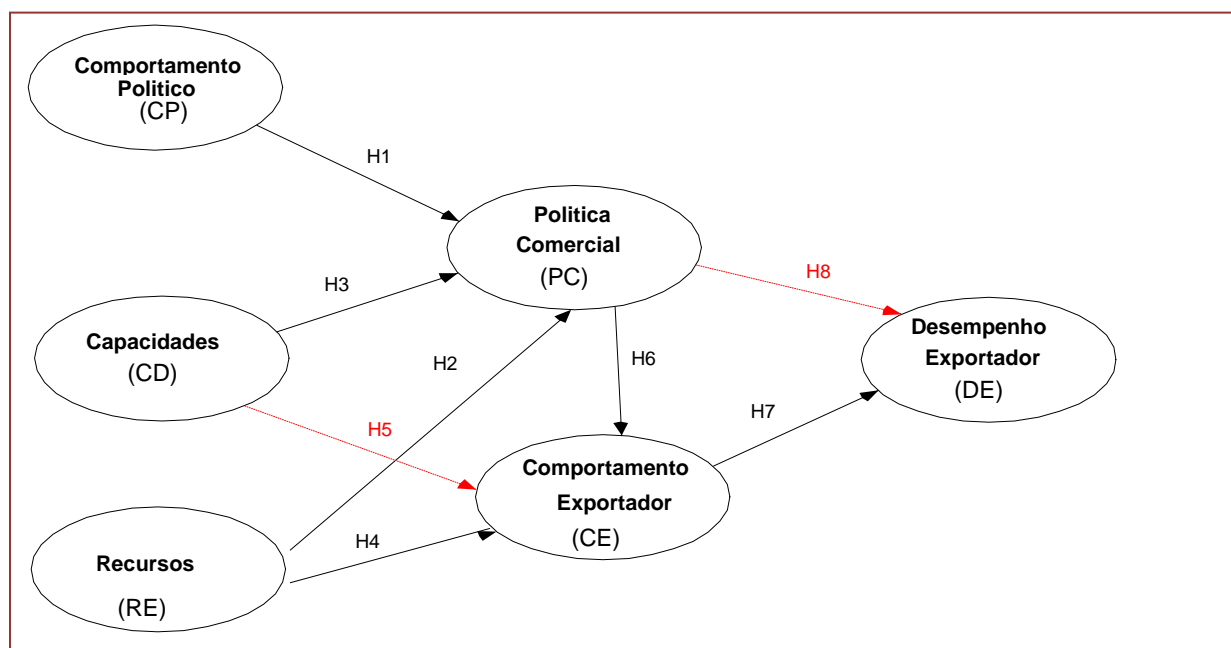 Comportamento
Politico
(CP)
H1
Politica
Comercial
(PC)
H8
H3
Capacidades
(CD)
H2
H6
Desempenho
Exportador
(DE)
H5
H7
Comportamento
Exportador
(CE)
H4
Recursos
(RE)